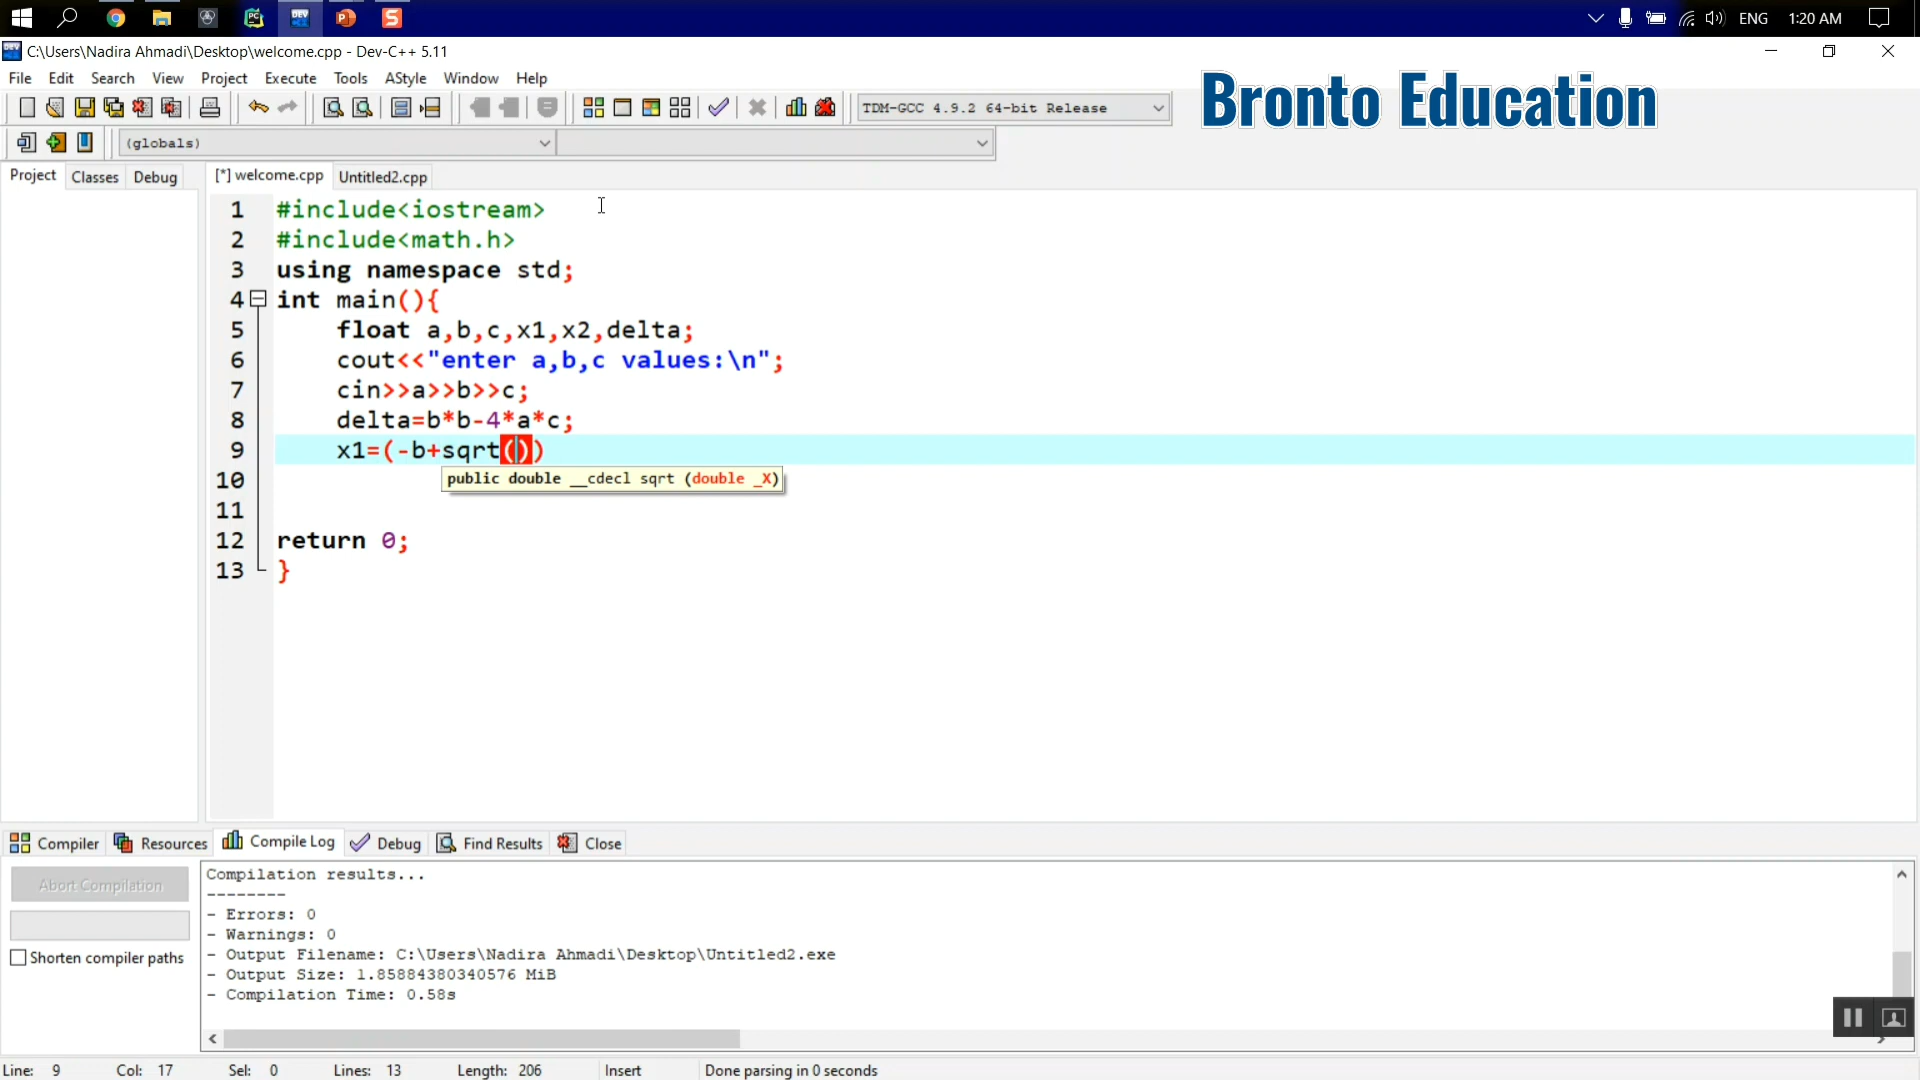 ENG 1:20 AM
C:\Users\Nadira Ahmadi\Desktop\welcome.cpp - Dev-C++ 5.11
File Edit Search View Project Execute Tools AStyle Window Help
Bronto Education
TDM-GCC 4.9.2 64-bit Release
(globals)
Project Classes Debug [*] welcome.cpp Untitled2.cpp
1 #include<iostream>
2 #include<math.h>
3 using namespace std;
4 int main(){
5 float a,b,c,x1,x2,delta;
6 cout<<"enter a,b,c values:\n";
7 cin>>a>>b>>c;
8 delta=b*b-4*a*c;
9 x1=(-b+sqrt())
public double __cdecl sqrt (double _X)
10
11
12 return 0;
13 }
Compiler Resources Compile Log Debug Find Results Close
Abort Compilation
Shorten compiler paths
Compilation results...
--------
- Errors: 0
- Warnings: 0
- Output Filename: C:\Users\Nadira Ahmadi\Desktop\Untitled2.exe
- Output Size: 1.85884380340576 MiB
- Compilation Time: 0.58s
Line: 9 Col: 17 Sel: 0 Lines: 13 Length: 206 Insert Done parsing in 0 seconds